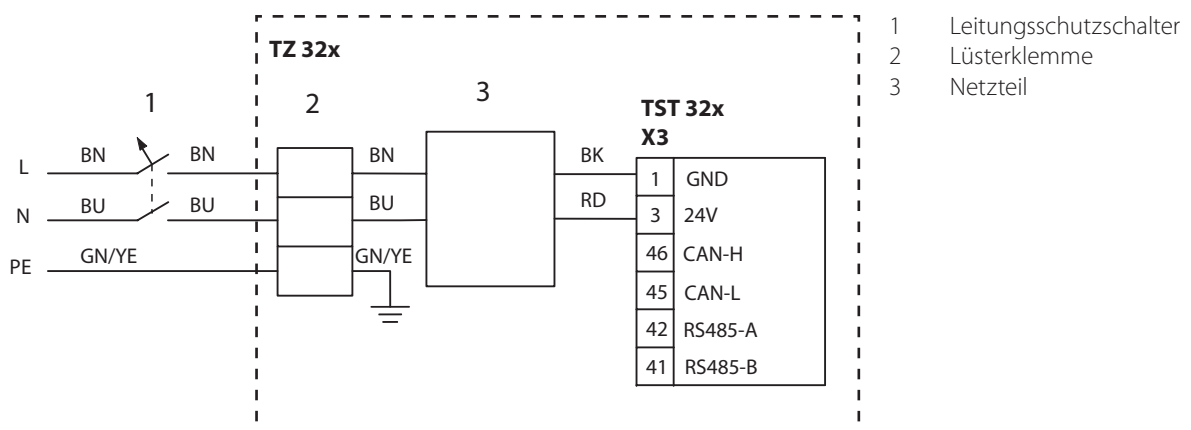 TZ 32x
1 Leitungsschutzschalter
2 Lüsterklemme
3 Netzteil
1
2
3
TST 32x
X3
L BN BN BN BK 1 GND
N BU BU BU RD 3 24V
PE GN/YE GN/YE
46 CAN-H
45 CAN-L
42 RS485-A
41 RS485-B